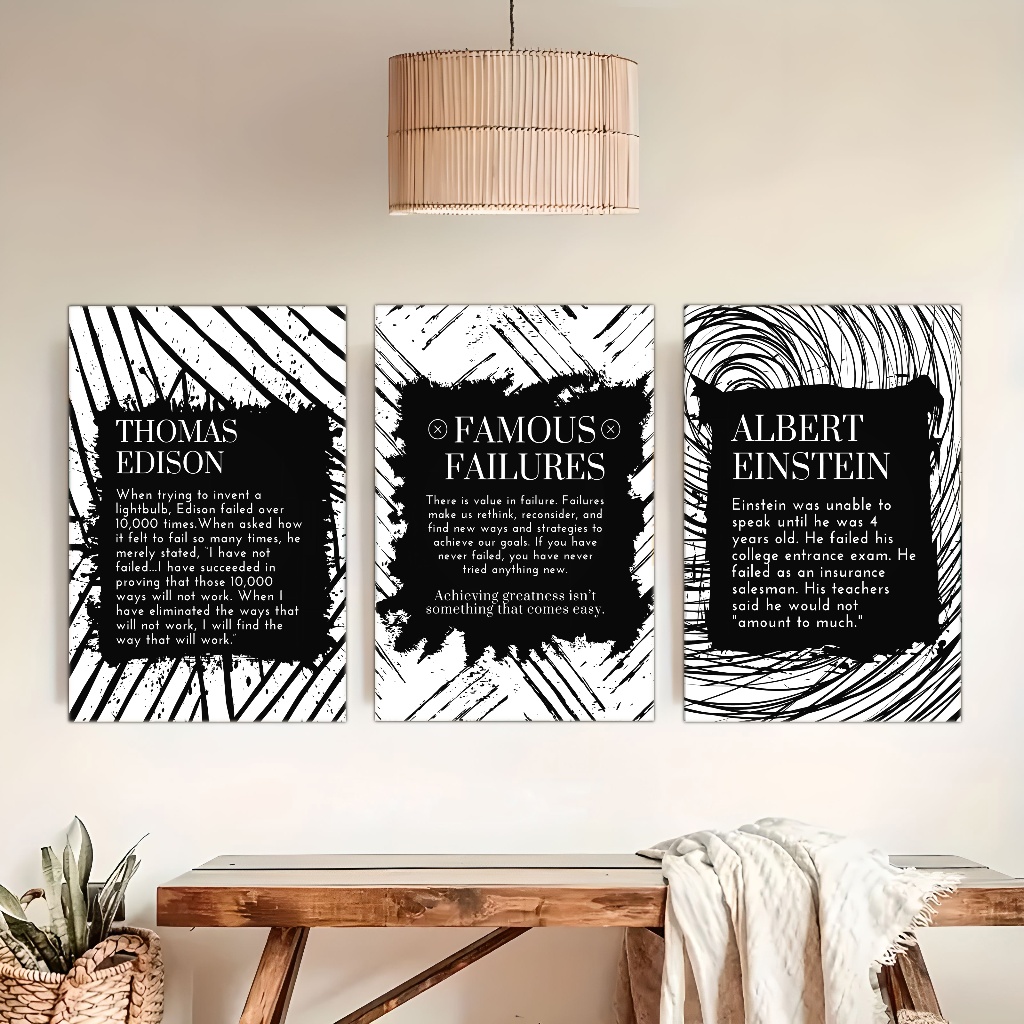 THOMAS
EDISON
When trying to invent a
lightbulb, Edison failed over
10,000 times.When asked how
it felt to fail so many times, he
merely stated, "I have not
failed...I have succeeded in
proving that those 10,000
ways will not work. When I
have eliminated the ways that
will not work, I will find the
way that will work."
FAMOUS
FAILURES
There is value in failure. Failures
make us rethink, reconsider, and
find new ways and strategies to
achieve our goals. If you have
never failed, you have never
tried anything new.
Achieving greatness isn't
something that comes easy.
ALBERT
EINSTEIN
Einstein was unable to
speak until he was 4
years old. He failed his
college entrance exam. He
failed as an insurance
salesman. His teachers
said he would not
"amount to much."